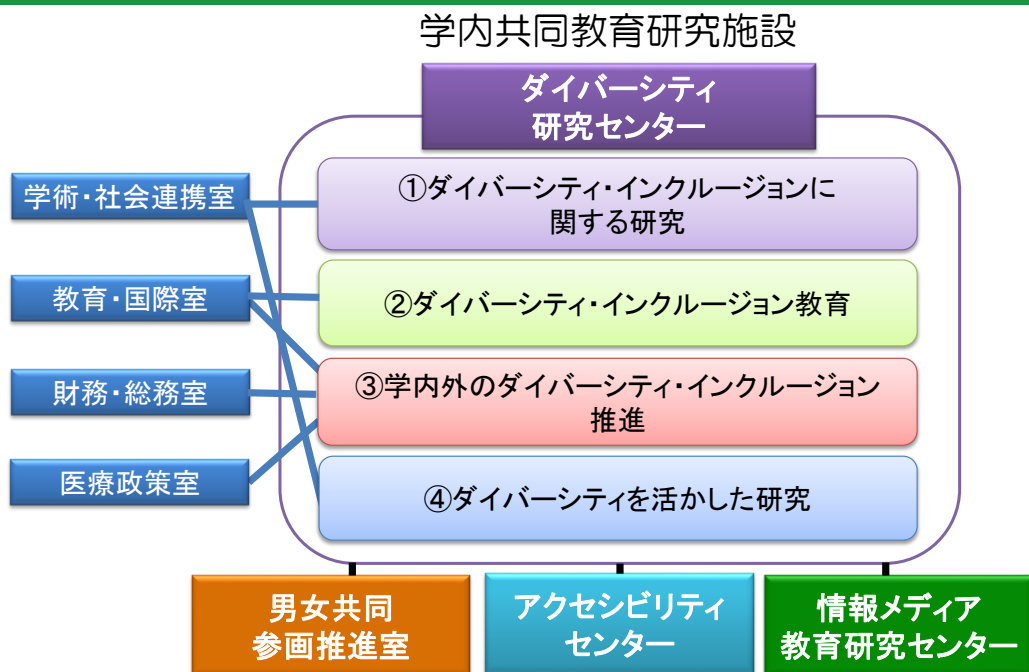 学内共同教育研究施設
ダイバーシティ
研究センター
学術・社会連携室
教育・国際室
財務・総務室
医療政策室
①ダイバーシティ・インクルージョンに
関する研究
②ダイバーシティ・インクルージョン教育
③学内外のダイバーシティ・インクルージョン
推進
④ダイバーシティを活かした研究
男女共同
参画推進室
アクセシビリティ
センター
情報メディア
教育研究センター